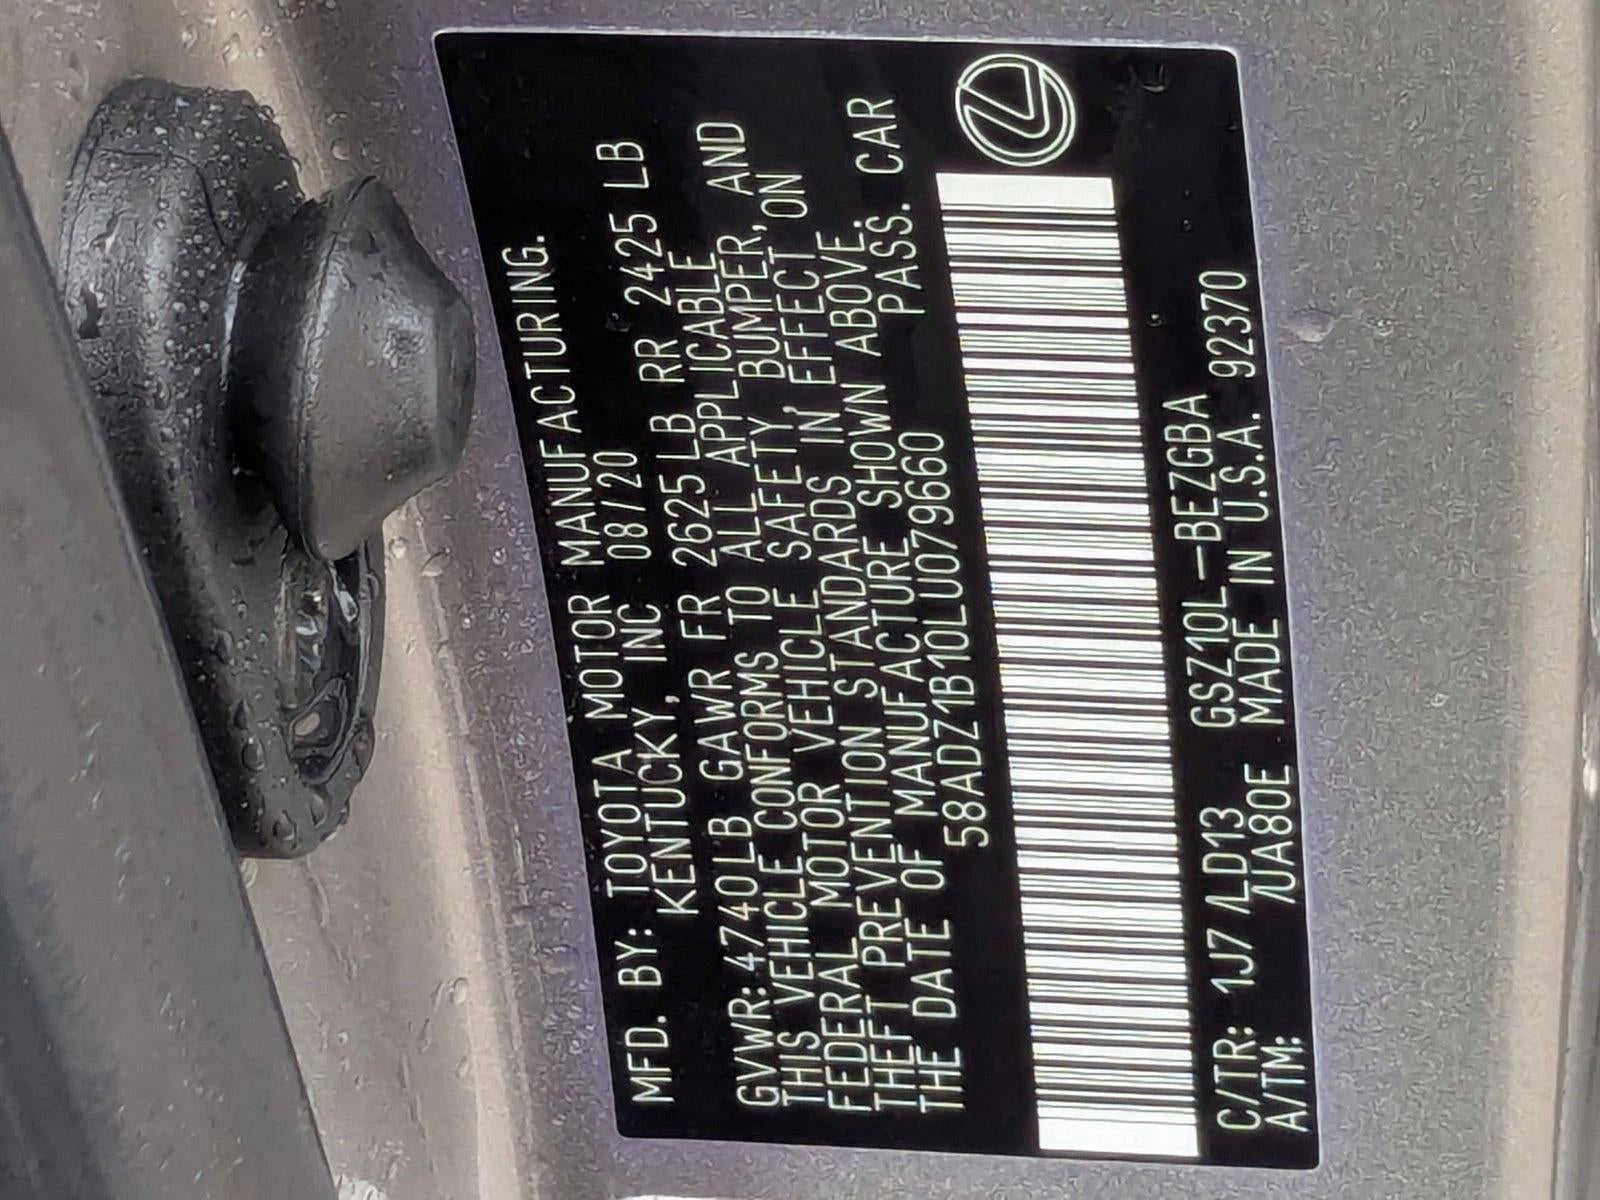 MFD. BY: TOYOTA MOTOR MANUFACTURING.
KENTUCKY, INC 08/20
GVWR:4740LB GAWR FR 2625LB RR 2425 LB
THIS VEHICLE CONFORMS TO ALL APPLICABLE
FEDERAL MOTOR VEHICLE SAFETY, BUMPER, AND
THEFT PREVENTION STANDARDS IN EFFECT ON
THE DATE OF MANUFACTURE SHOWN ABOVE.
58ADZ1B10LU079660 PASS. CAR
C/TR: 1J7 /LD13 GSZ10L-BEZGBA
A/TM: /UA80E MADE IN U.S.A. 92370